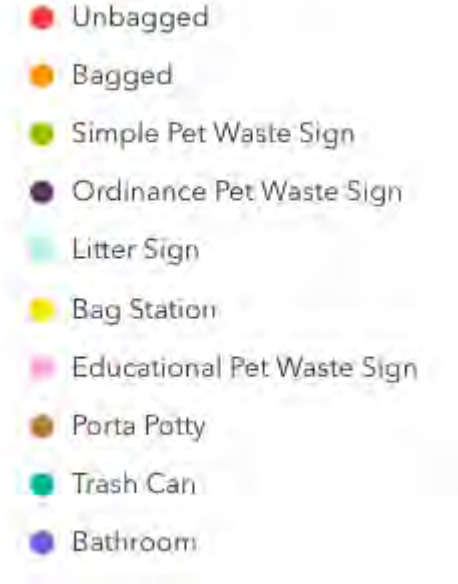 Unbagged
Bagged
Simple Pet Waste Sign
Ordinance Pet Waste Sign
Litter Sign
Bag Station
Educational Pet Waste Sign
Porta Potty
Trash Can
Bathroom